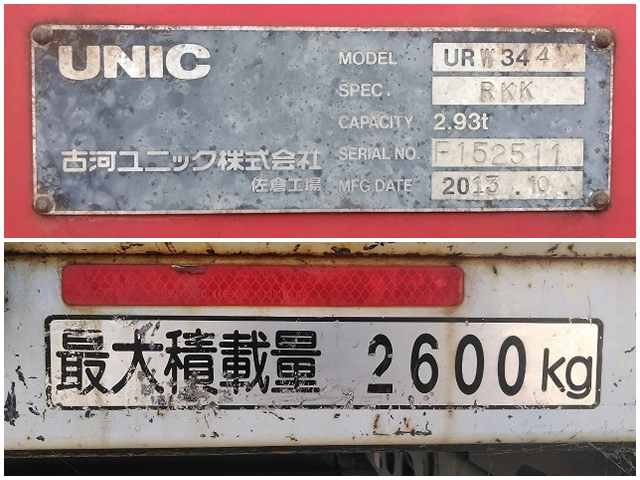 UNIC
MODEL URW344
SPEC. RKK
CAPACITY 2.93t
古河ユニック株式会社 SERIAL NO. F152511
佐倉工場 MFG.DATE 2013.10.
最大積載量 2600kg